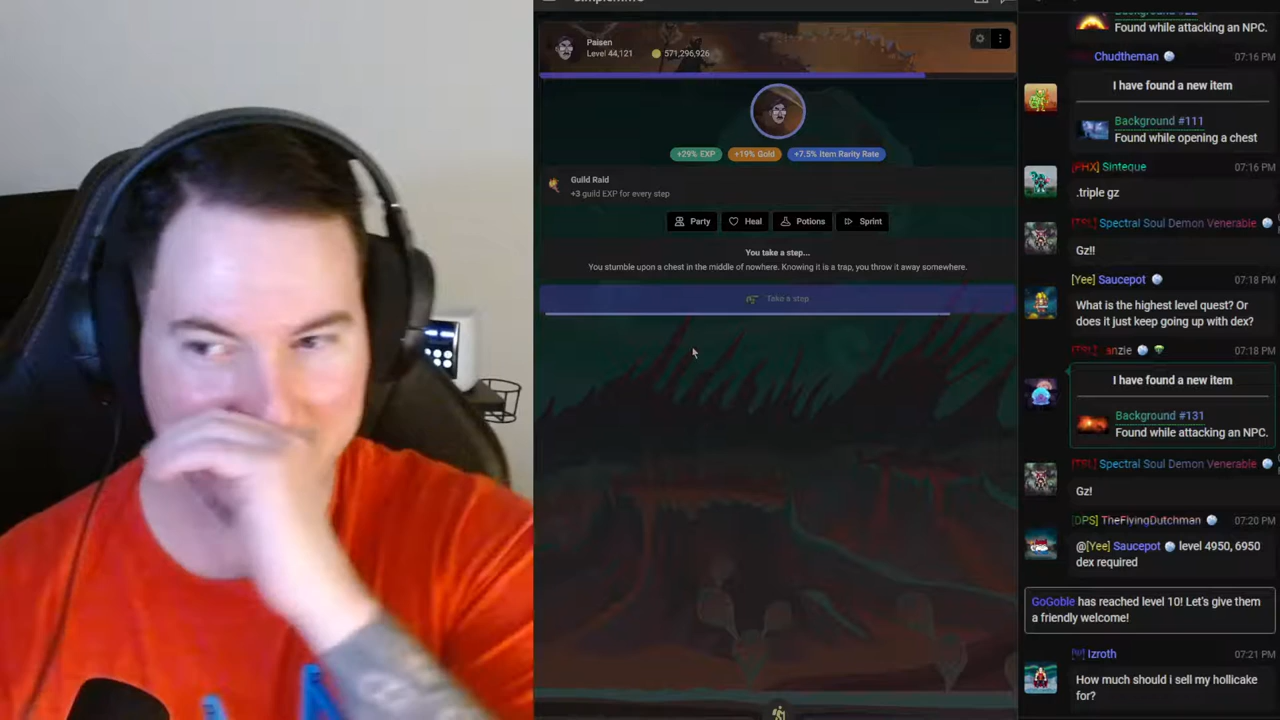 Paisen
Level 44,121
571,296,926
+29% EXP
+19% Gold
+7.5% Item Rarity Rate
Guild Raid
+3 guild EXP for every step
Party
Heal
Potions
Sprint
You take a step...
You stumble upon a chest in the middle of nowhere. Knowing it is a trap, you throw it away somewhere.
Take a step
Found while attacking an NPC.
Chudtheman
07:16 PM
I have found a new item
Background #111
Found while opening a chest
Sinteque
07:16 PM
.triple gz
Spectral Soul Demon Venerable
Gz!!
[Yee] Saucepot
07:18 PM
What is the highest level quest? Or
does it just keep going up with dex?
anzie
07:18 PM
I have found a new item
Background #131
Found while attacking an NPC.
Spectral Soul Demon Venerable
Gz!
[DPS] TheFlyingDutchman
07:20 PM
@[Yee] Saucepot level 4950, 6950
dex required
GoGoble has reached level 10! Let's give them
a friendly welcome!
Izroth
07:21 PM
How much should i sell my hollicake
for?